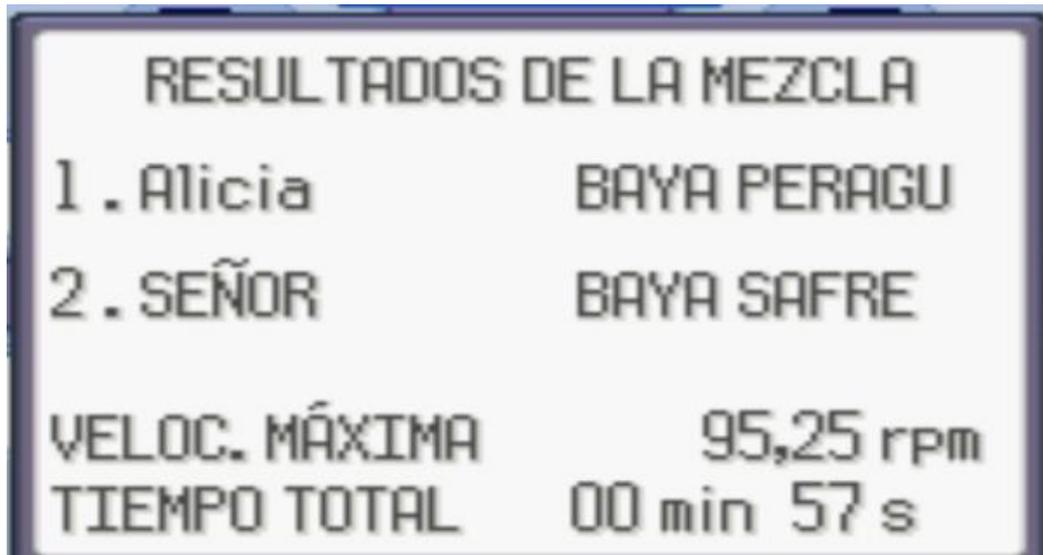 RESULTADOS DE LA MEZCLA
1. Alicia BAYA PERAGU
2. SEÑOR BAYA SAFRE
VELOC. MÁXIMA 95,25 rpm
TIEMPO TOTAL 00 min 57 s